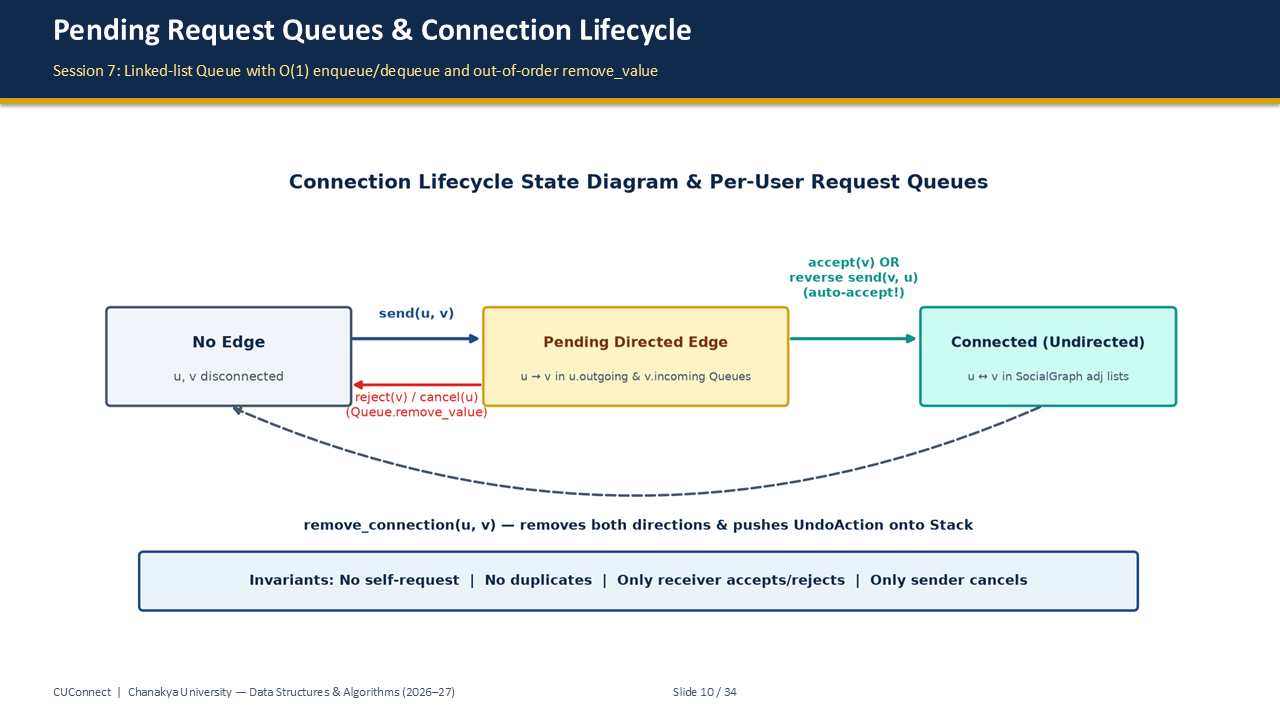 Pending Request Queues & Connection Lifecycle
Session 7: Linked-list Queue with O(1) enqueue/dequeue and out-of-order remove_value
Connection Lifecycle State Diagram & Per-User Request Queues
accept(v) OR
reverse send(v, u)
(auto-accept!)
send(u, v)
No Edge
u, v disconnected
Pending Directed Edge
u → v in u.outgoing & v.incoming Queues
Connected (Undirected)
u ↔ v in SocialGraph adj lists
reject(v) / cancel(u)
(Queue.remove_value)
remove_connection(u, v) — removes both directions & pushes UndoAction onto Stack
Invariants: No self-request | No duplicates | Only receiver accepts/rejects | Only sender cancels
CUConnect | Chanakya University — Data Structures & Algorithms (2026–27)
Slide 10 / 34